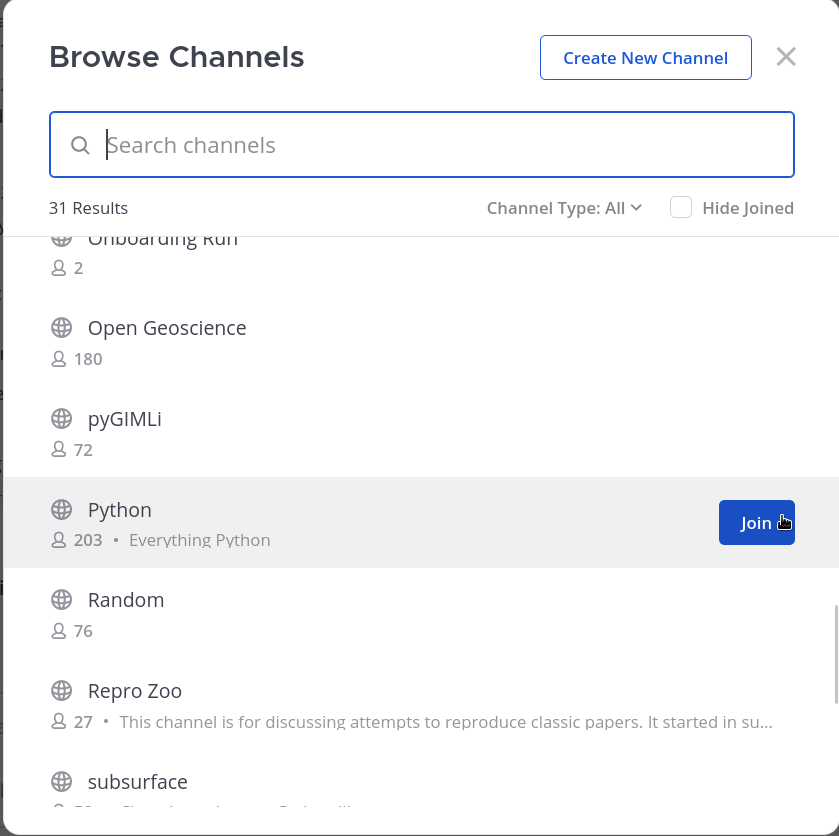 Browse Channels
Create New Channel
Search channels
31 Results
Channel Type: All
Hide Joined
Onboarding Run
2
Open Geoscience
180
pyGIMLi
72
Python
203 • Everything Python
Join
Random
76
Repro Zoo
27 • This channel is for discussing attempts to reproduce classic papers. It started in su...
subsurface